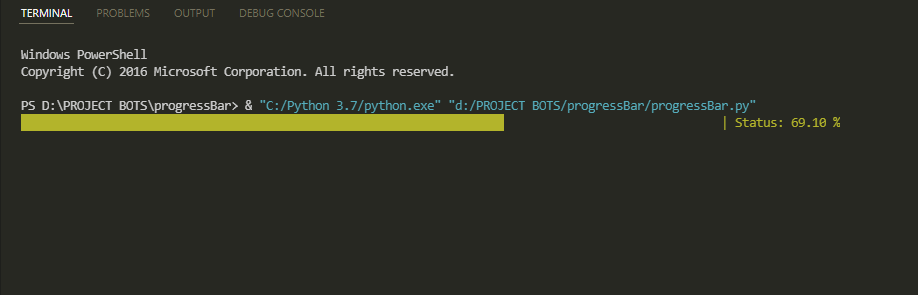 TERMINAL PROBLEMS OUTPUT DEBUG CONSOLE
Windows PowerShell
Copyright (C) 2016 Microsoft Corporation. All rights reserved.
PS D:\PROJECT BOTS\progressBar> & "C:/Python 3.7/python.exe" "d:/PROJECT BOTS/progressBar/progressBar.py"
| Status: 69.10 %